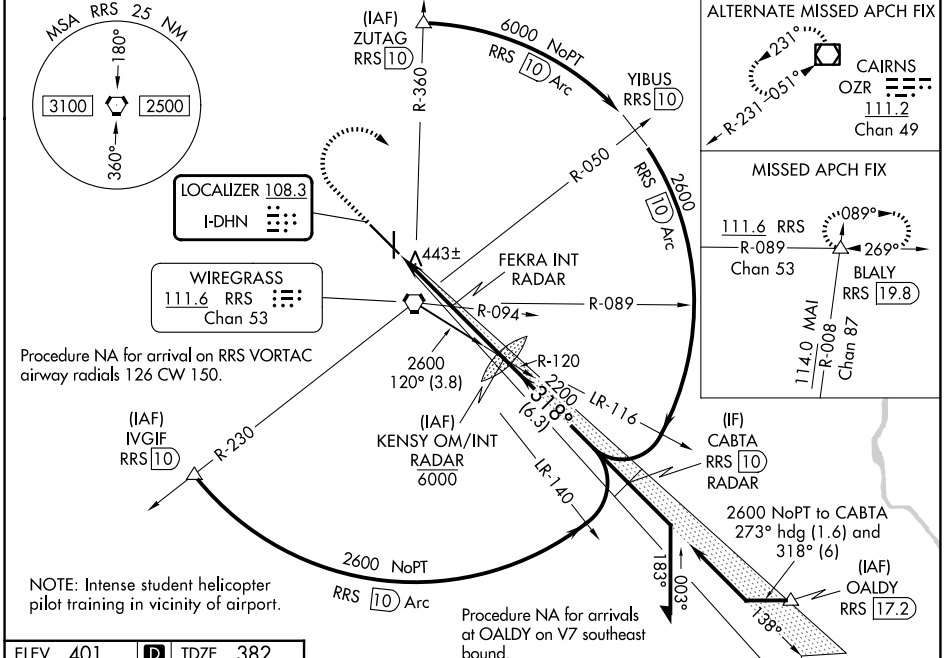 MSA RRS 25 NM
180°
3100
2500
360°
(IAF)
ZUTAG
RRS 10
R-360
6000 NoPT
RRS 10 Arc
YIBUS
RRS 10
R-050
2600
RRS 10 Arc
ALTERNATE MISSED APCH FIX
231°
CAIRNS
OZR
111.2
Chan 49
R-231
051°
MISSED APCH FIX
111.6 RRS
R-089
Chan 53
089°
269°
BLALY
RRS 19.8
114.0 MAI
R-008
Chan 87
LOCALIZER 108.3
I-DHN
443±
FEKRA INT
RADAR
WIREGRASS
111.6 RRS
Chan 53
R-094
R-089
Procedure NA for arrival on RRS VORTAC
airway radials 126 CW 150.
2600
120° (3.8)
R-120
2200
318°
(6.3)
LR-116
(IAF)
KENSY OM/INT
RADAR
6000
LR-140
(IAF)
IVGIF
RRS 10
R-230
(IF)
CABTA
RRS 10
RADAR
2600 NoPT to CABTA
273° hdg (1.6) and
318° (6)
(IAF)
OALDY
RRS 17.2
183°
003°
138°
2600 NoPT
RRS 10 Arc
NOTE: Intense student helicopter
pilot training in vicinity of airport.
Procedure NA for arrivals
at OALDY on V7 southeast
bound.
ELEV 401
D
TDZE 382